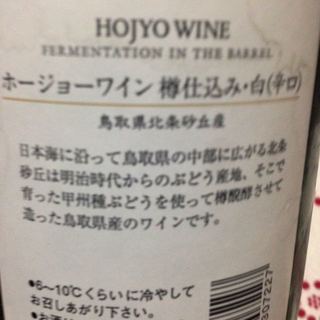 HOJYO WINE
FERMENTATION IN THE BARREL
ホージョーワイン 樽仕込み・白(辛口)
鳥取県北条砂丘産
日本海に沿って鳥取県の中部に広がる北条
砂丘は明治時代からのぶどう産地、そこで
育った甲州種ぶどうを使って樽醗酵させて
造った鳥取県産のワインです。
●6～10℃くらいに冷やして
お召しあがり下さい。
307227